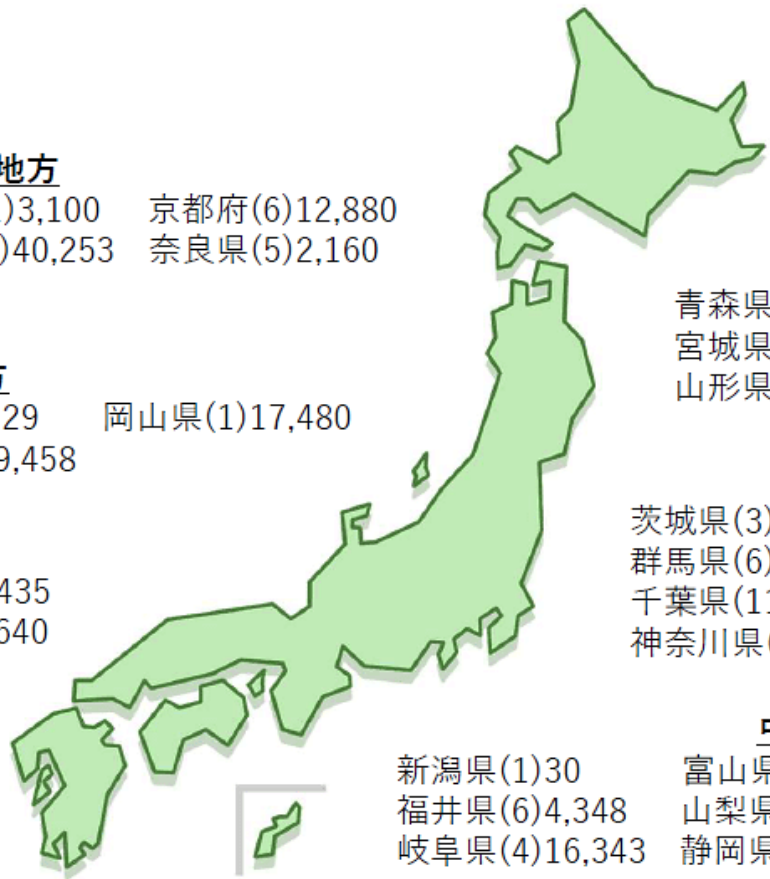 地方
)3,100 京都府(6)12,880
)40,253 奈良県(5)2,160
29 岡山県(1)17,480
9,458
435
640
青森県
宮城県
山形県
茨城県(3)
群馬県(6)
千葉県(11
神奈川県(
新潟県(1)30 富山県
福井県(6)4,348 山梨県
岐阜県(4)16,343 静岡県